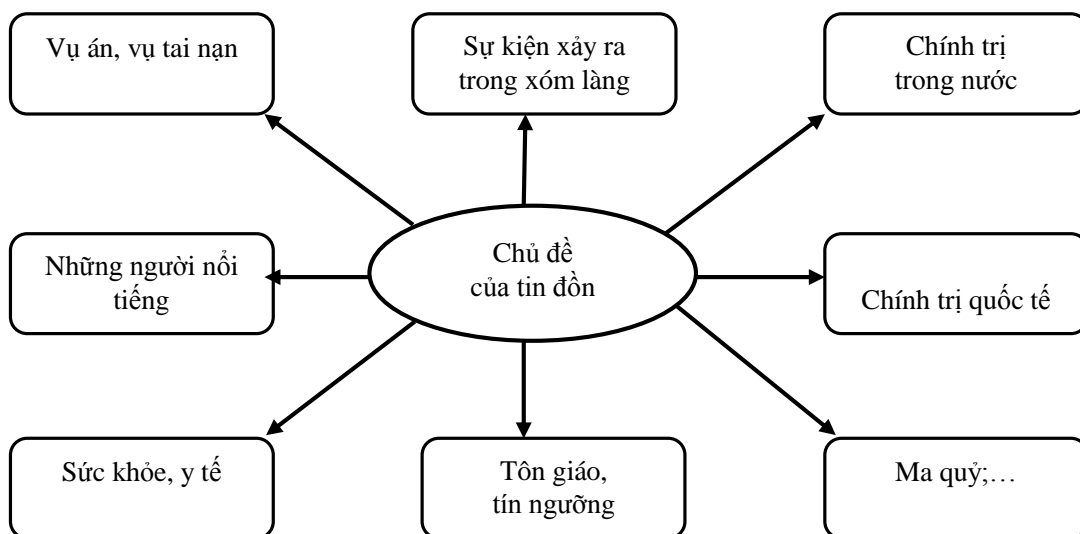 Vụ án, vụ tai nạn
Sự kiện xảy ra
trong xóm làng
Chính trị
trong nước
Những người nổi
tiếng
Chủ đề
của tin đồn
Chính trị quốc tế
Sức khỏe, y tế
Tôn giáo,
tín ngưỡng
Ma quỷ;…